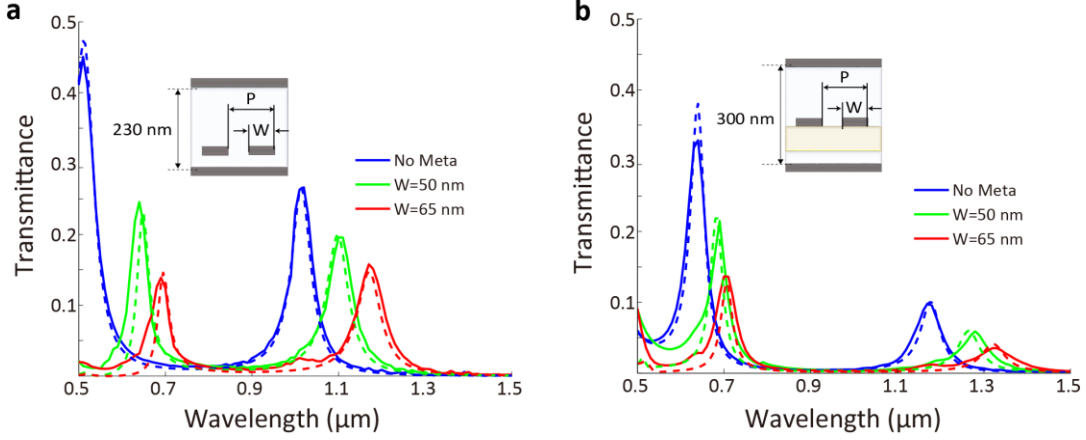 a
Transmittance
0.5
0.4
0.3
0.2
0.1
230 nm
P
W
No Meta
W=50 nm
W=65 nm
0.5 0.7 0.9 1.1 1.3 1.5
Wavelength (μm)
b
Transmittance
0.5
0.4
0.3
0.2
0.1
300 nm
P
W
No Meta
W=50 nm
W=65 nm
0.5 0.7 0.9 1.1 1.3 1.5
Wavelength (μm)